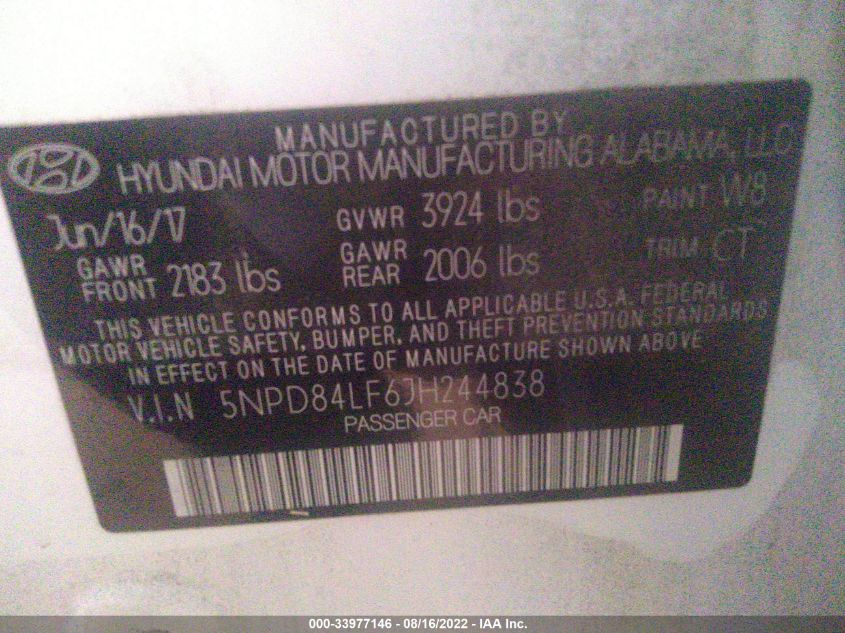 MANUFACTURED BY
HYUNDAI MOTOR MANUFACTURING ALABAMA, LLC
Jun/16/17 GVWR 3924 lbs PAINT W8
GAWR FRONT 2183 lbs GAWR REAR 2006 lbs TRIM CT
THIS VEHICLE CONFORMS TO ALL APPLICABLE U.S.A. FEDERAL
MOTOR VEHICLE SAFETY, BUMPER, AND THEFT PREVENTION STANDARDS
IN EFFECT ON THE DATE OF MANUFACTURE SHOWN ABOVE
V.I.N 5NPD84LF6JH244838
PASSENGER CAR
000-33977146 - 08/16/2022 - IAA Inc.